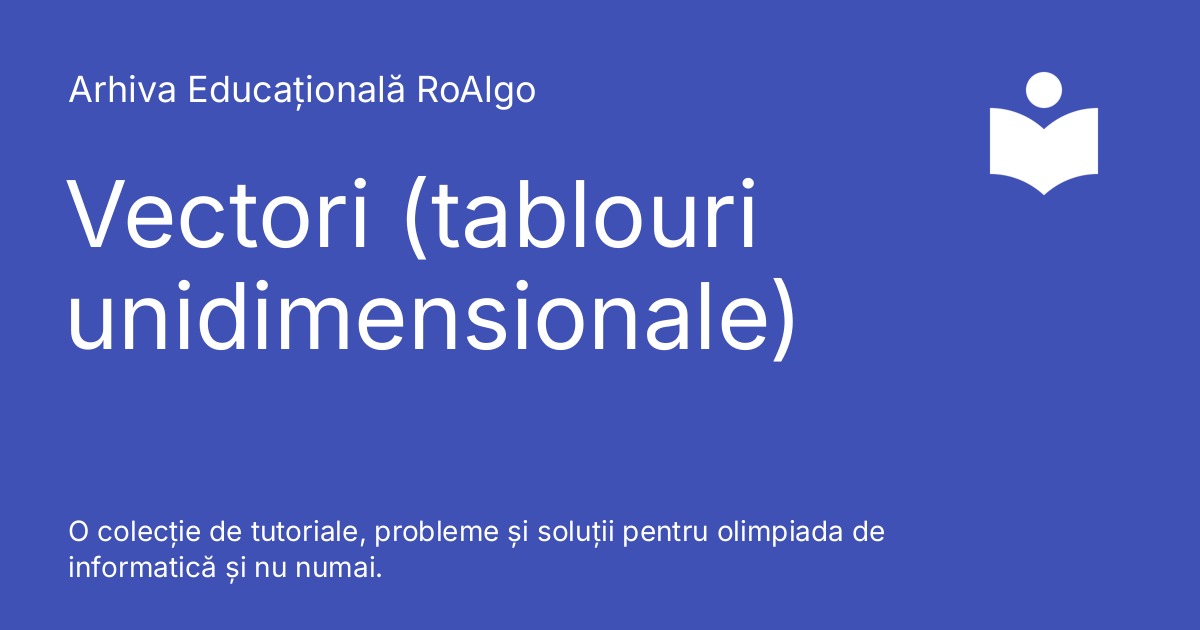 Arhiva Educațională RoAlgo
Vectori (tablouri
unidimensionale)
O colecție de tutoriale, probleme și soluții pentru olimpiada de
informatică și nu numai.